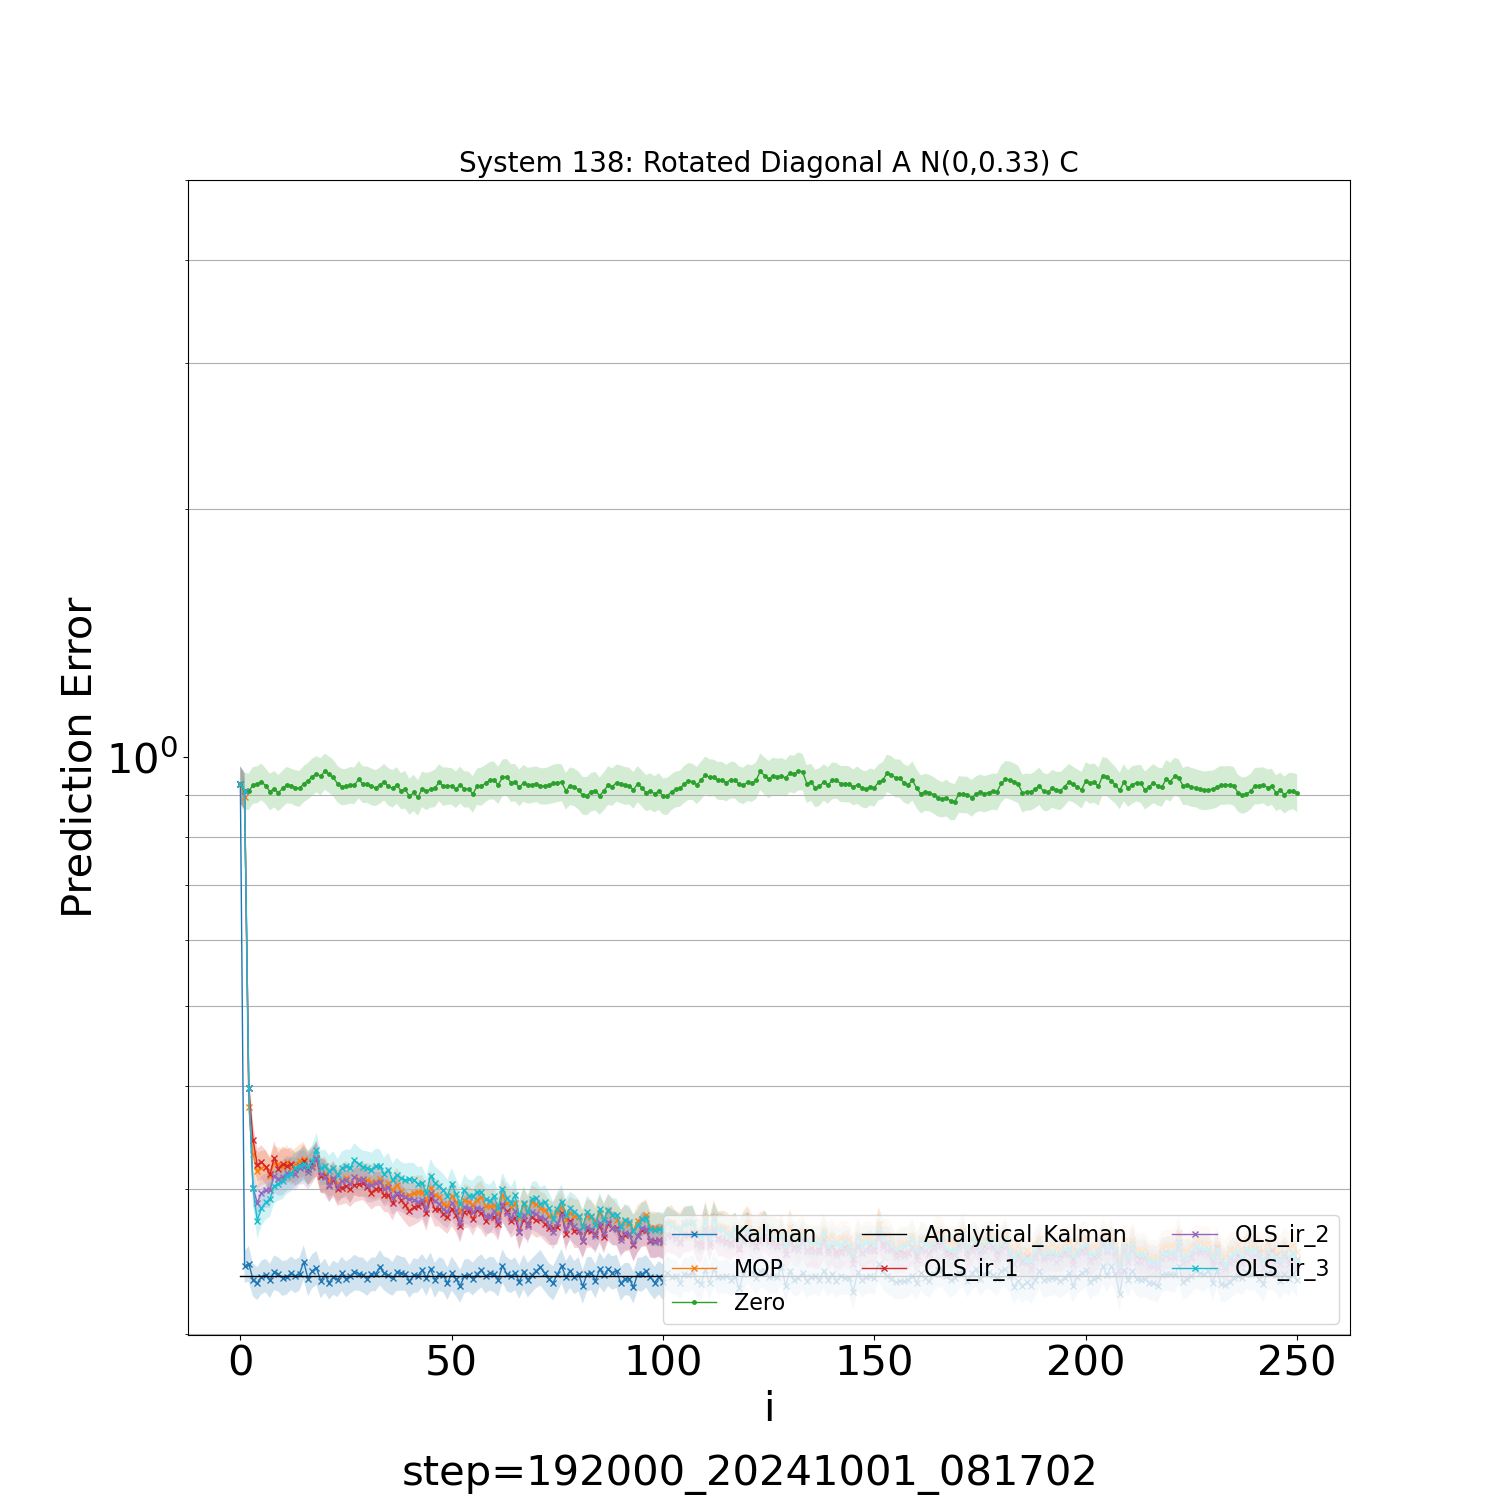 System 138: Rotated Diagonal A N(0,0.33) C
Prediction Error
10⁰
Kalman
MOP
Zero
Analytical_Kalman
OLS_ir_1
OLS_ir_2
OLS_ir_3
0 50 100 150 200 250
i
step=192000_20241001_081702